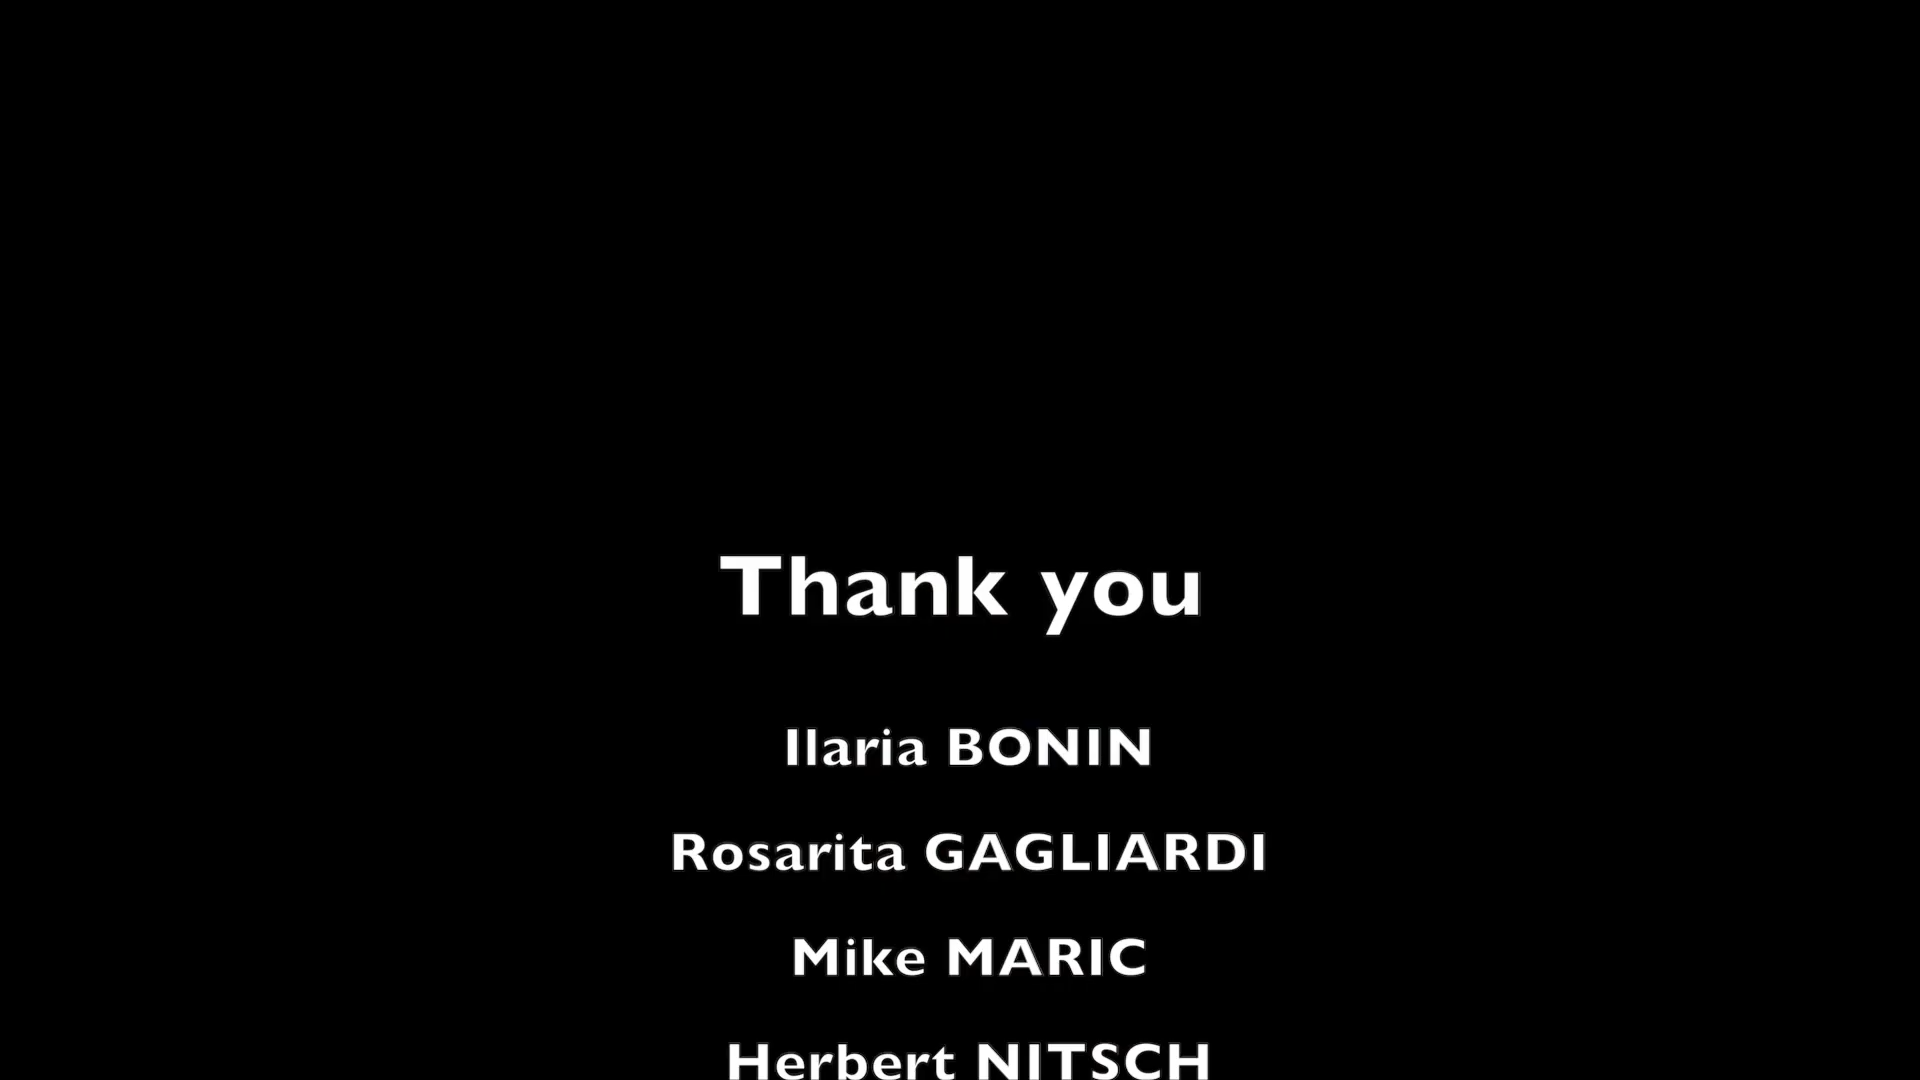 Thank you
Ilaria BONIN
Rosarita GAGLIARDI
Mike MARIC
Herbert NITSCH